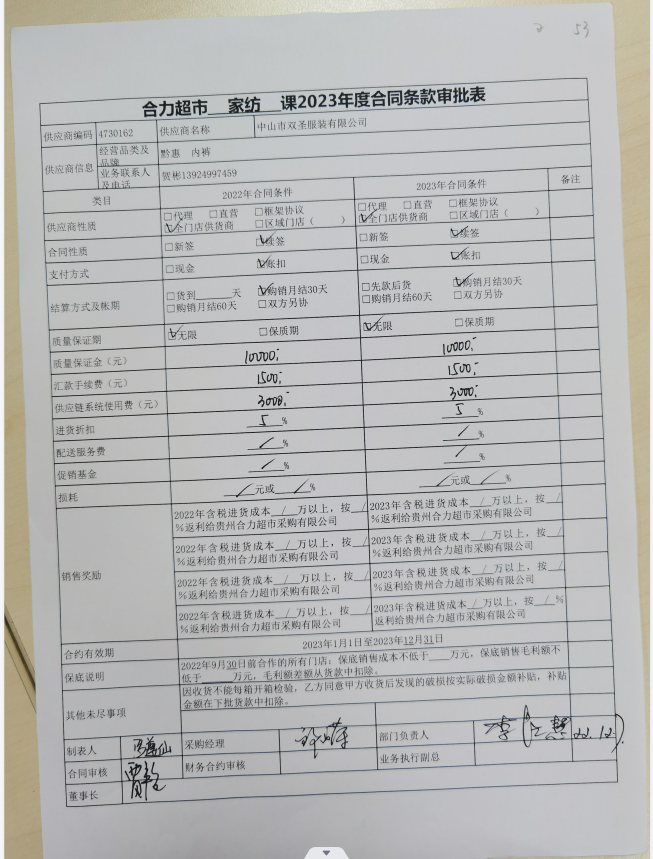 53
合力超市 家纺 课2023年度合同条款审批表
供应商编码 4730162 供应商名称 中山市双圣服装有限公司
供应商信息 经营品类及品牌 黔惠 内裤
业务联系人及电话 贺彬13924997459
类目 2022年合同条件 2023年合同条件 备注
供应商性质 □代理 □直营 □框架协议 □代理 □直营 □框架协议
☑全门店供货商 □区域门店（ ） ☑全门店供货商 □区域门店（ ）
合同性质 □新签 ☑续签 □新签 ☑续签
支付方式 □现金 ☑账扣 □现金 ☑账扣
结算方式及帐期 □货到____天 ☑购销月结30天 □先款后货 ☑购销月结30天
□购销月结60天 □双方另协 □购销月结60天 □双方另协
质量保证期 ☑无限 □保质期 ☑无限 □保质期
质量保证金（元） 10000.- 10000.-
汇款手续费（元） 1500.- 1500.-
供应链系统使用费（元） 3000.- 3000.-
进货折扣 5 % 5 %
配送服务费 / % / %
促销基金 / % / %
损耗 / 元或 / % / 元或 / %
销售奖励 2022年含税进货成本 / 万以上，按 / 2023年含税进货成本 / 万以上，按 /
%返利给贵州合力超市采购有限公司 %返利给贵州合力超市采购有限公司
2022年含税进货成本 / 万以上，按 / 2023年含税进货成本 / 万以上，按 /
%返利给贵州合力超市采购有限公司 %返利给贵州合力超市采购有限公司
2022年含税进货成本 / 万以上，按 / 2023年含税进货成本 / 万以上，按 /
%返利给贵州合力超市采购有限公司 %返利给贵州合力超市采购有限公司
2022年含税进货成本 / 万以上，按 / 2023年含税进货成本 / 万以上，按 / %
%返利给贵州合力超市采购有限公司 返利给贵州合力超市采购有限公司
合约有效期 2023年1月1日至2023年12月31日
保底说明 2022年9月30日前合作的所有门店：保底销售成本不低于____万元，保底销售毛利额不
低于____万元，毛利额差额从货款中扣除。
其他未尽事项 因收货不能每箱开箱检验，乙方同意甲方收货后发现的破损按实际破损金额补贴，补贴
金额在下批货款中扣除。
制表人 采购经理 部门负责人 22.12.
合同审核 财务合约审核 业务执行副总
董事长